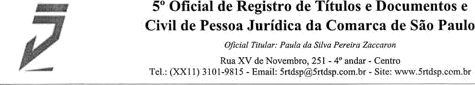 5º Oficial de Registro de Títulos e Documentos e
Civil de Pessoa Jurídica da Comarca de São Paulo
Oficial Titular: Paula da Silva Pereira Zaccaron
Rua XV de Novembro, 251 - 4º andar - Centro
Tel.: (XX11) 3101-9815 - Email: 5rtdsp@5rtdsp.com.br - Site: www.5rtdsp.com.br